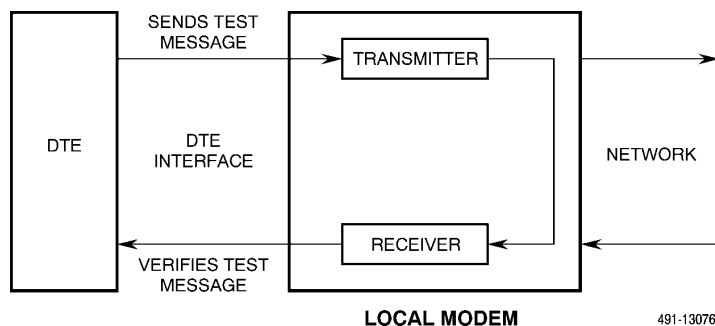 SENDS TEST
MESSAGE
TRANSMITTER
DTE
DTE
INTERFACE
NETWORK
RECEIVER
VERIFIES TEST
MESSAGE
LOCAL MODEM
491-13076